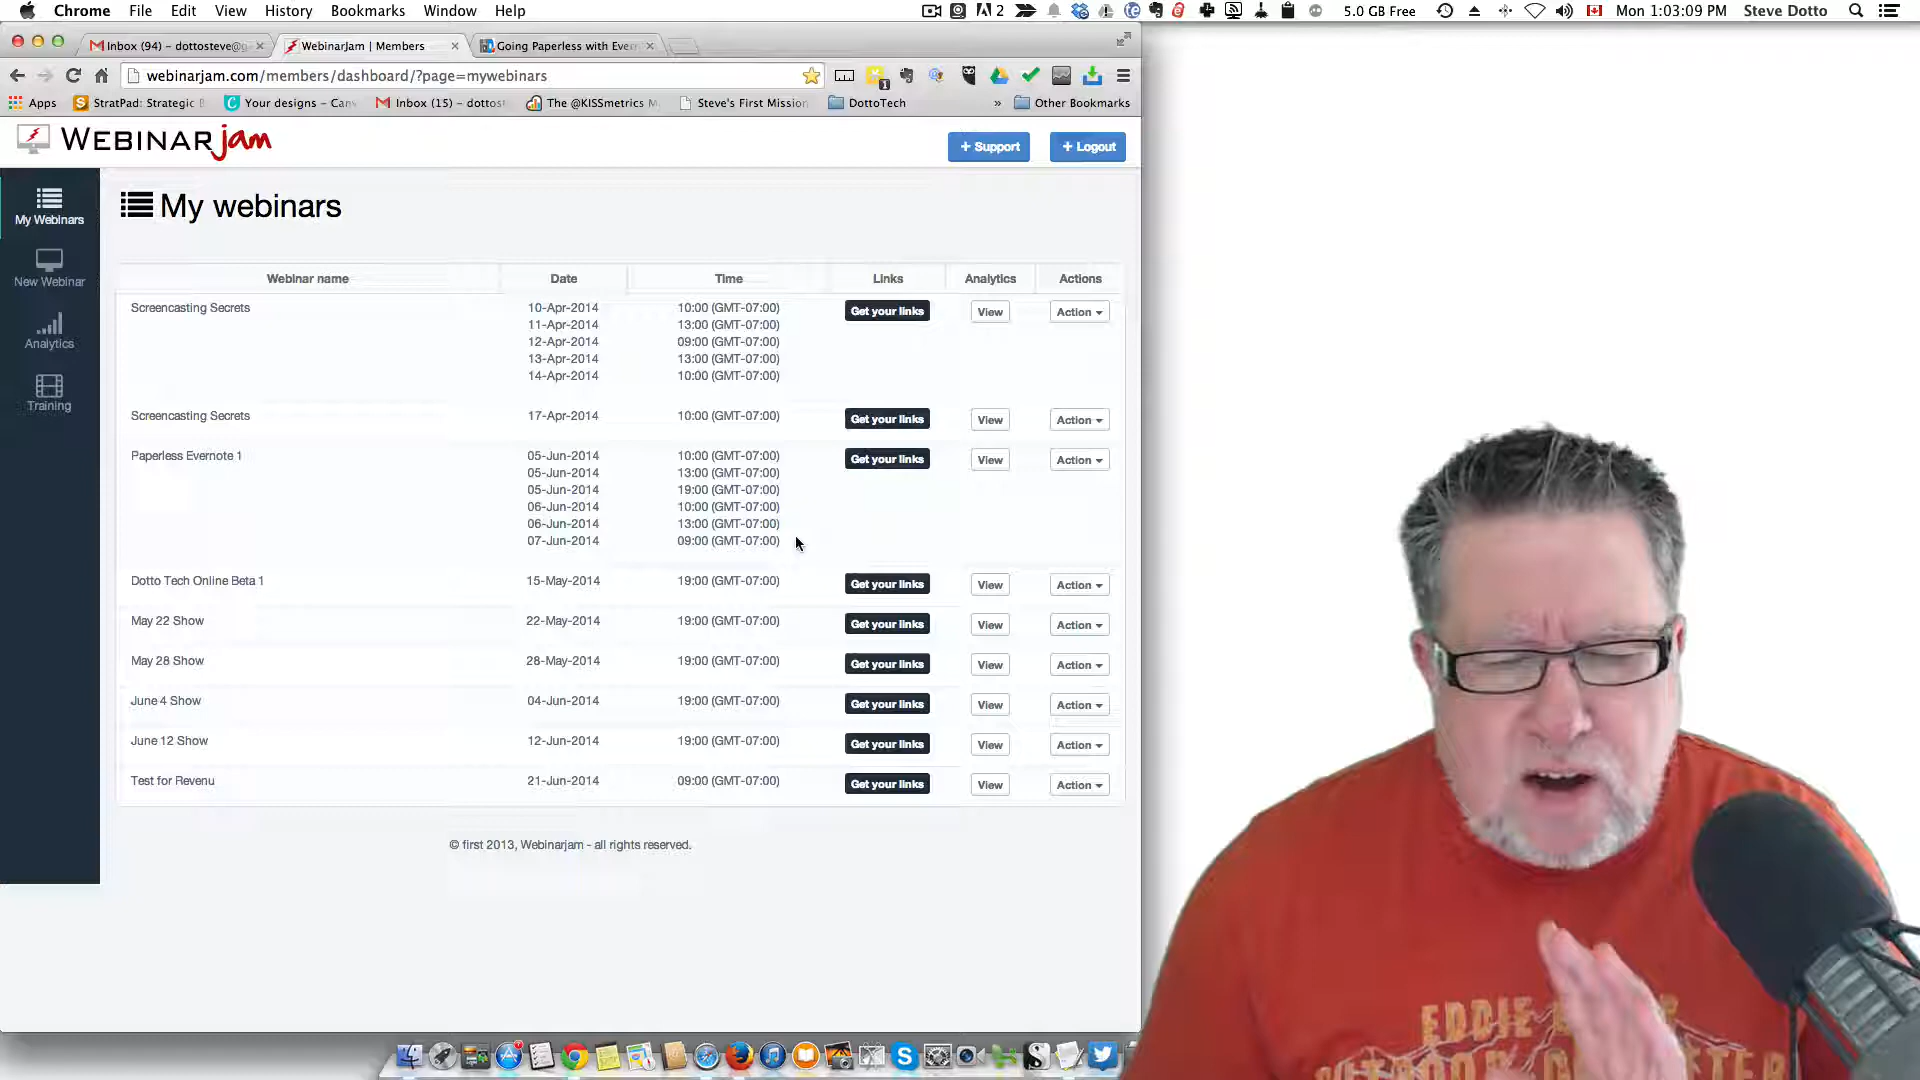 Chrome File Edit View History Bookmarks Window Help 2 5.0 GB Free Mon 1:03:09 PM Steve Dotto
Inbox (94) – dottosteve@g WebinarJam | Members Going Paperless with Ever
webinarjam.com/members/dashboard/?page=mywebinars 1
Apps StratPad: Strategic Your designs – Can Inbox (15) – dottos The @KISSmetrics M Steve's First Mission DottoTech » Other Bookmarks
WEBINARjam
+ Support
+ Logout
My Webinars
New Webinar
Analytics
Training
My webinars
Webinar name Date Time Links Analytics Actions
Screencasting Secrets 10-Apr-2014 10:00 (GMT-07:00) Get your links View Action
11-Apr-2014 13:00 (GMT-07:00)
12-Apr-2014 09:00 (GMT-07:00)
13-Apr-2014 13:00 (GMT-07:00)
14-Apr-2014 10:00 (GMT-07:00)
Screencasting Secrets 17-Apr-2014 10:00 (GMT-07:00) Get your links View Action
Paperless Evernote 1 05-Jun-2014 10:00 (GMT-07:00) Get your links View Action
05-Jun-2014 13:00 (GMT-07:00)
05-Jun-2014 19:00 (GMT-07:00)
06-Jun-2014 10:00 (GMT-07:00)
06-Jun-2014 13:00 (GMT-07:00)
07-Jun-2014 09:00 (GMT-07:00)
Dotto Tech Online Beta 1 15-May-2014 19:00 (GMT-07:00) Get your links View Action
May 22 Show 22-May-2014 19:00 (GMT-07:00) Get your links View Action
May 28 Show 28-May-2014 19:00 (GMT-07:00) Get your links View Action
June 4 Show 04-Jun-2014 19:00 (GMT-07:00) Get your links View Action
June 12 Show 12-Jun-2014 19:00 (GMT-07:00) Get your links View Action
Test for Revenu 21-Jun-2014 09:00 (GMT-07:00) Get your links View Action
© first 2013, Webinarjam - all rights reserved.
EDDIE